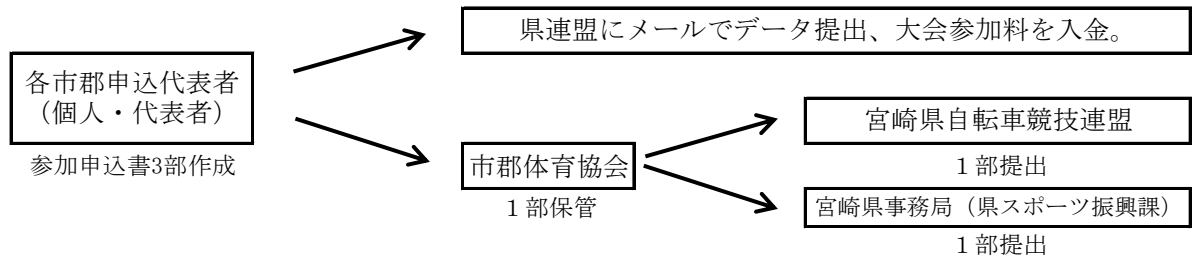 県連盟にメールでデータ提出、大会参加料を入金。
各市郡申込代表者
（個人・代表者）
参加申込書3部作成
市郡体育協会
１部保管
宮崎県自転車競技連盟
１部提出
宮崎県事務局（県スポーツ振興課）
１部提出